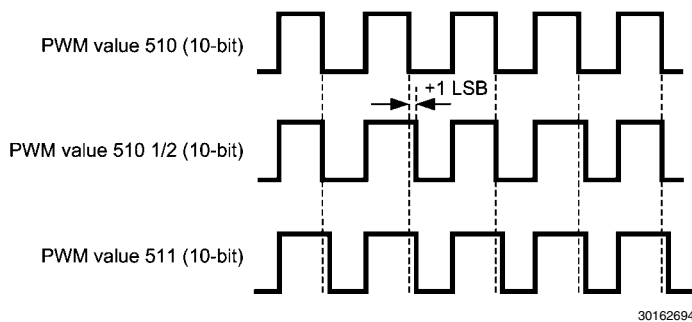 PWM value 510 (10-bit)
+1 LSB
PWM value 510 1/2 (10-bit)
PWM value 511 (10-bit)
30162694